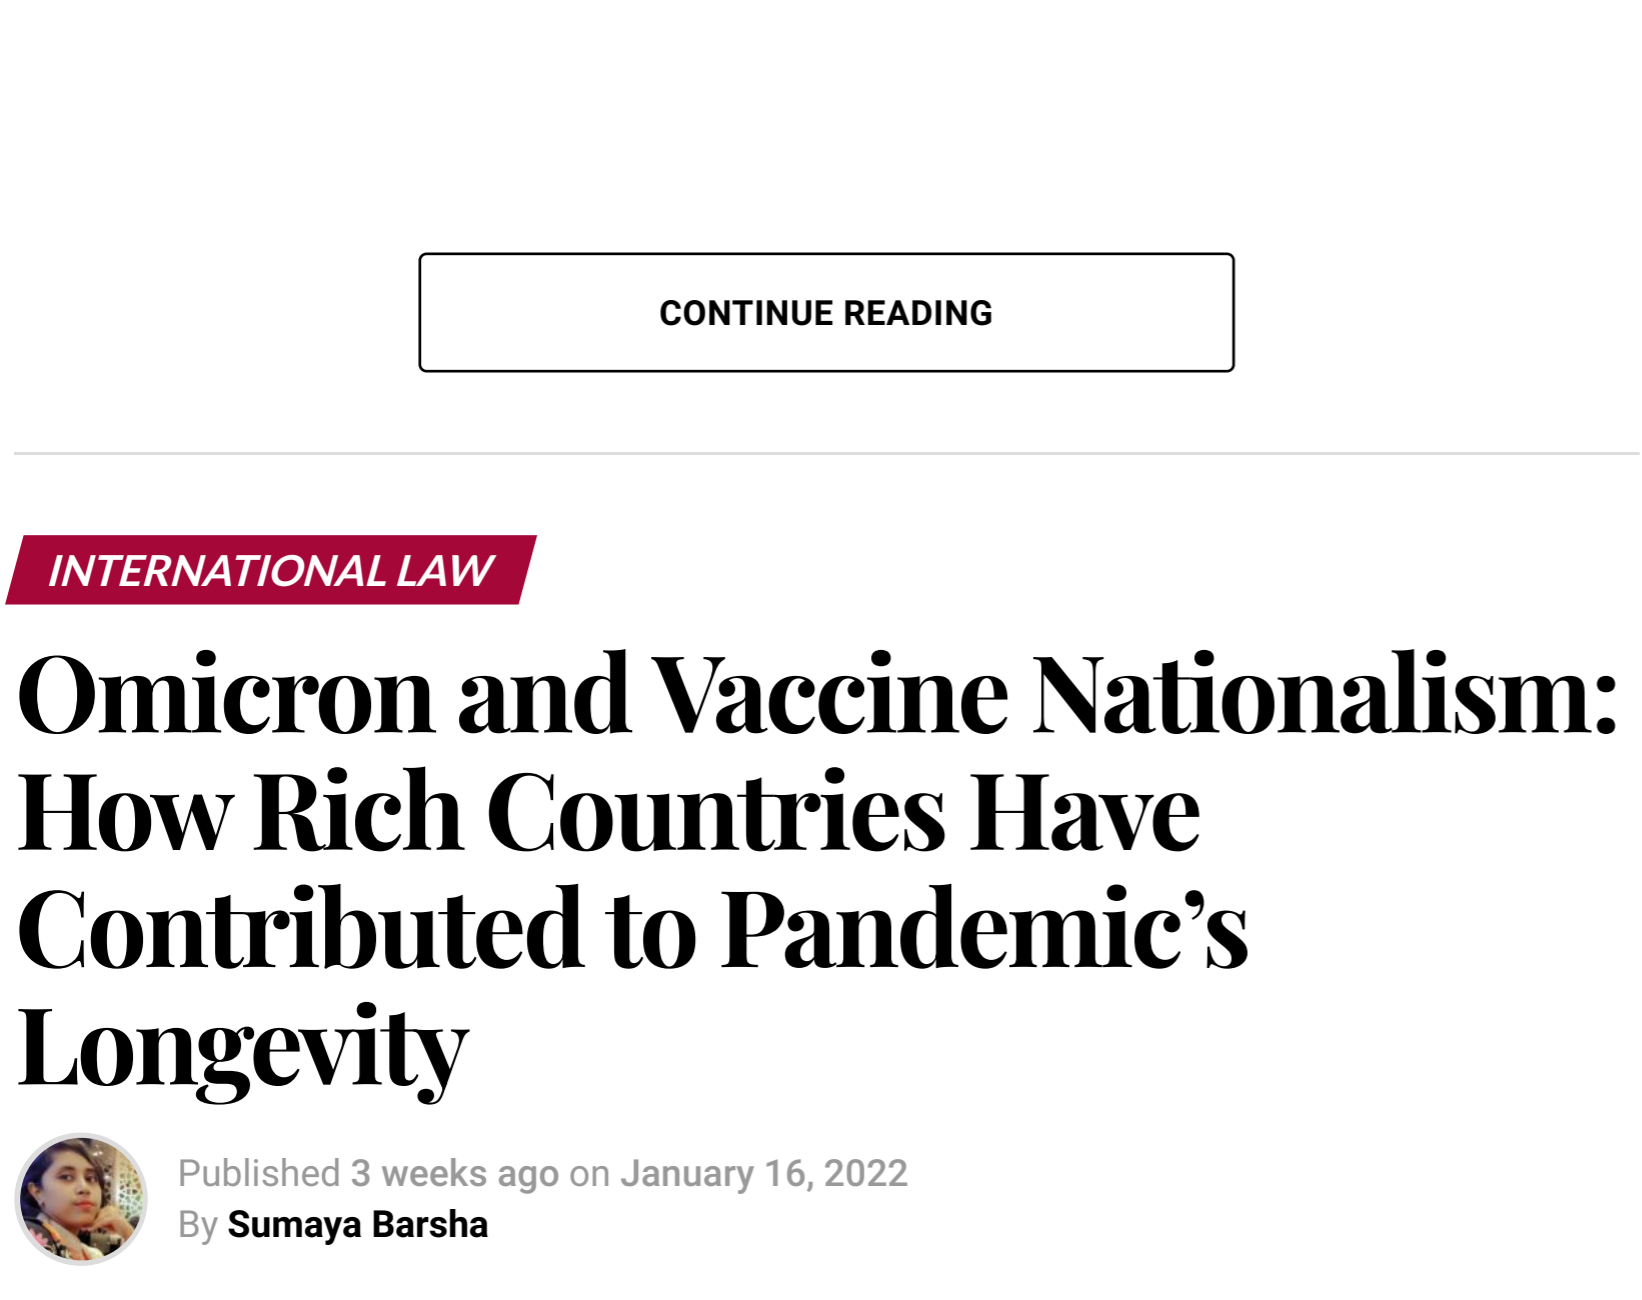 CONTINUE READING
INTERNATIONAL LAW
Omicron and Vaccine Nationalism:
How Rich Countries Have
Contributed to Pandemic’s
Longevity
Published 3 weeks ago on January 16, 2022
By Sumaya Barsha